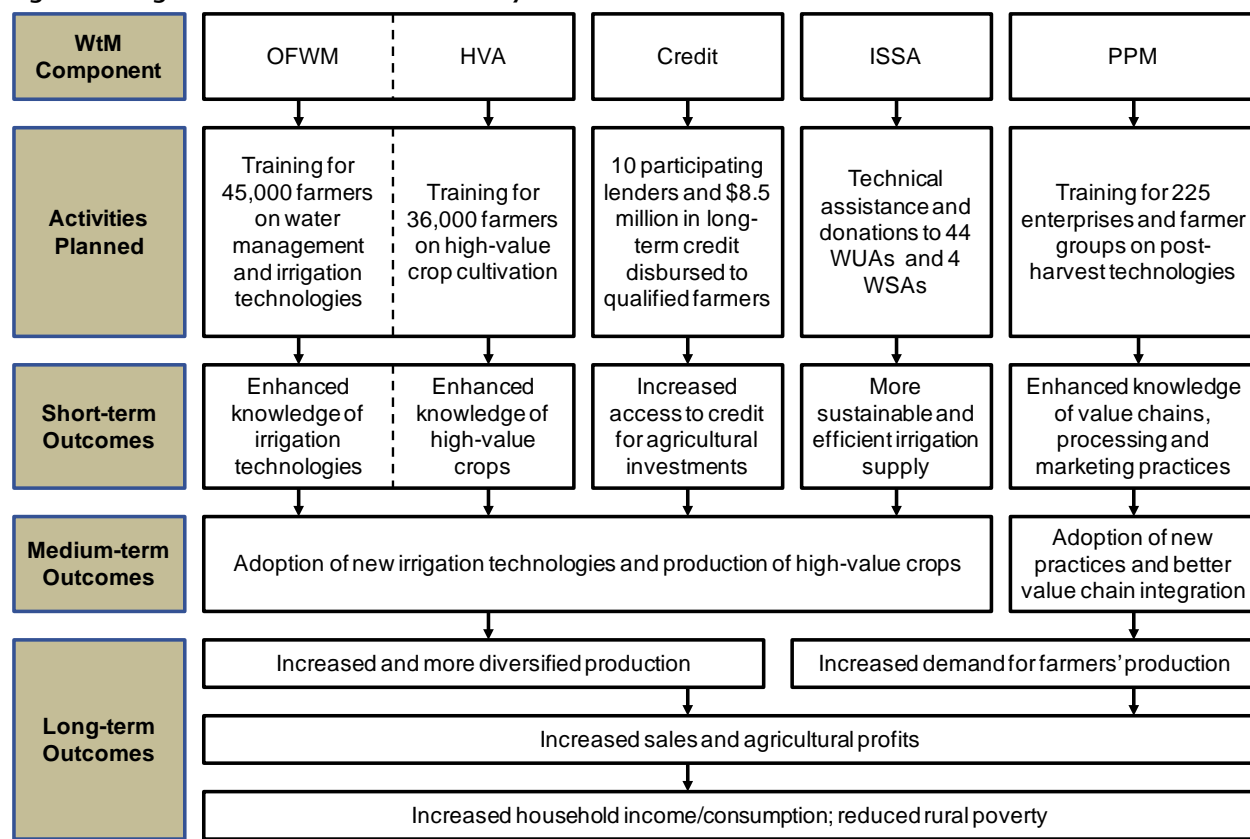 WtM
Component
OFWM
HVA
Credit
ISSA
PPM
Activities
Planned
Training for
45,000 farmers
on water
management
and irrigation
technologies
Training for
36,000 farmers
on high-value
crop cultivation
10 participating
lenders and $8.5
million in long-
term credit
disbursed to
qualified farmers
Technical
assistance and
donations to 44
WUAs and 4
WSAs
Training for 225
enterprises and
farmer
groups on post-
harvest technologies
Short-term
Outcomes
Enhanced
knowledge of
irrigation
technologies
Enhanced
knowledge of
high-value
crops
Increased
access to credit
for agricultural
investments
More
sustainable and
efficient irrigation
supply
Enhanced knowledge
of value chains,
processing and
marketing practices
Medium-term
Outcomes
Adoption of new irrigation technologies and production of high-value crops
Adoption of new
practices and better
value chain integration
Long-term
Outcomes
Increased and more diversified production
Increased demand for farmers' production
Increased sales and agricultural profits
Increased household income/consumption; reduced rural poverty